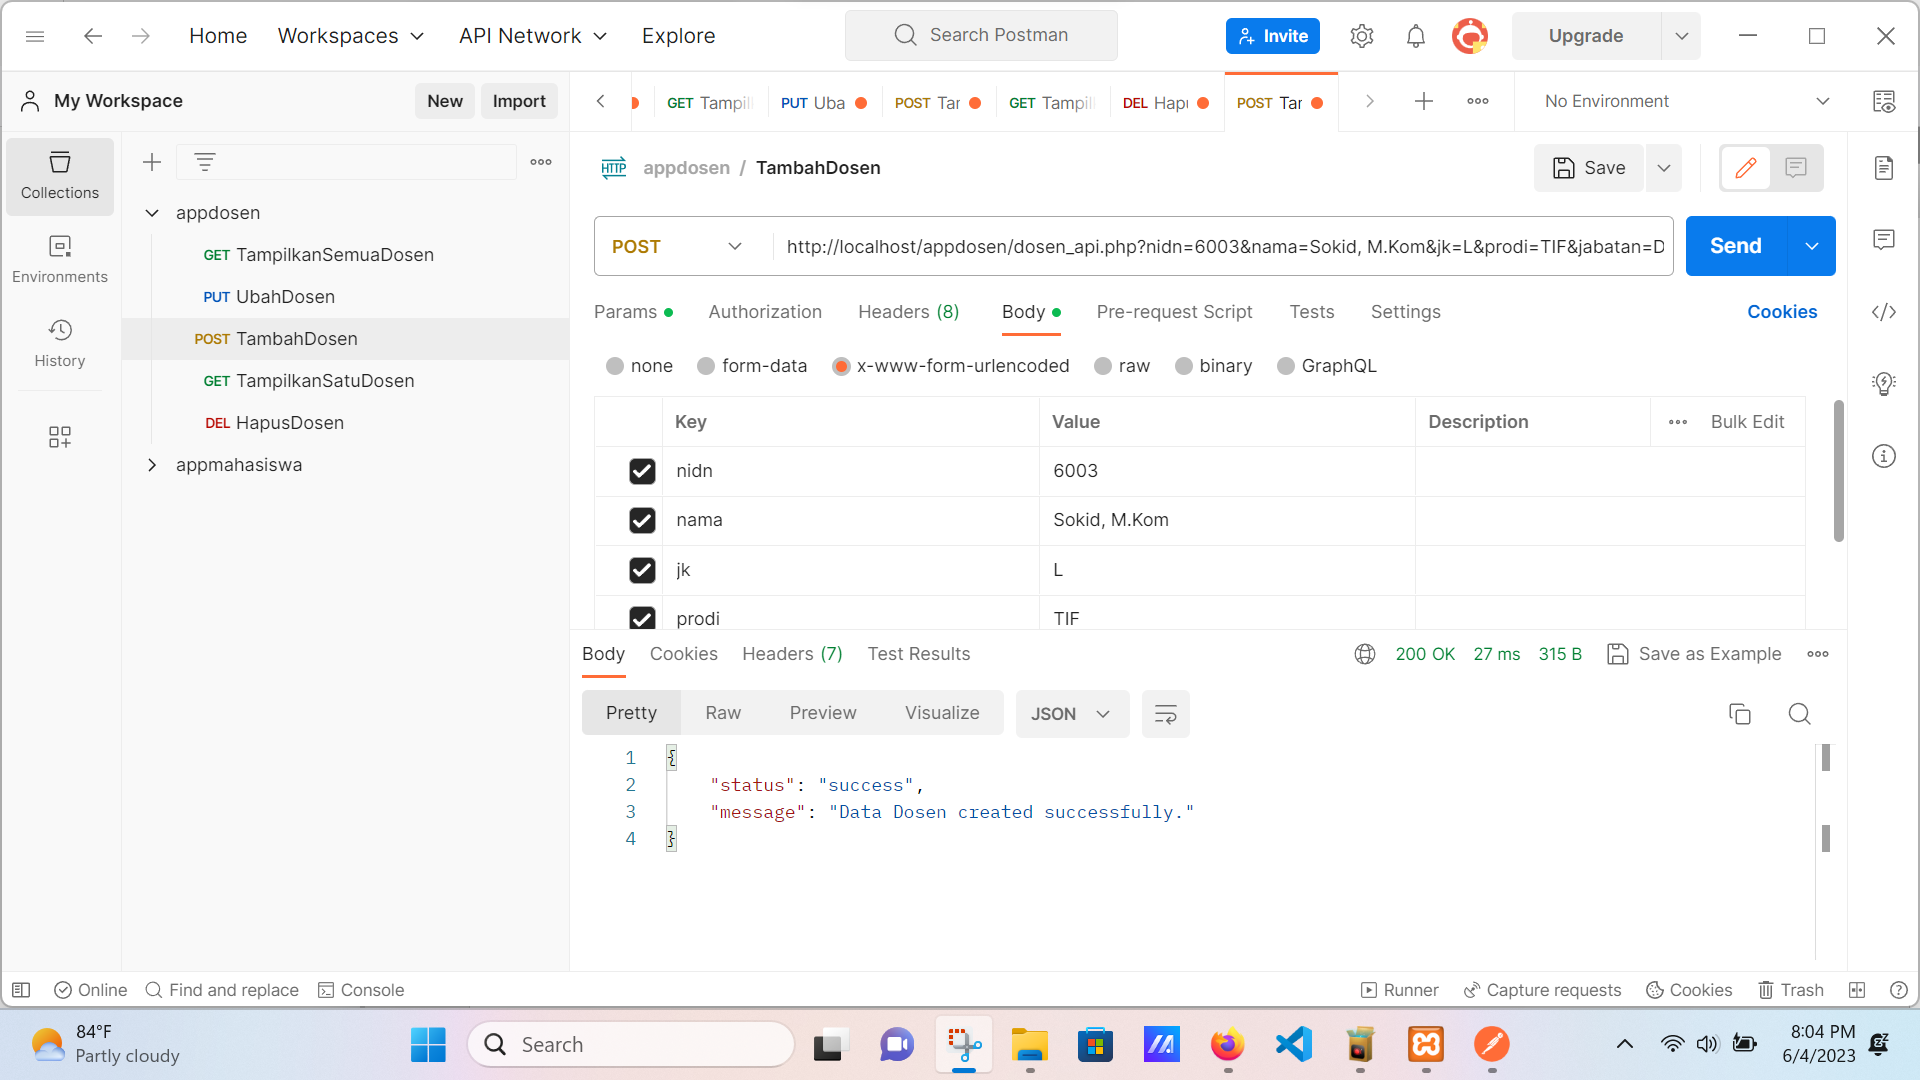 Home Workspaces API Network Explore Search Postman Invite Upgrade
My Workspace New Import GET Tampil PUT Uba POST Tar GET Tampil DEL Hapu POST Tar No Environment
Collections
Environments
History
appdosen
GET TampilkanSemuaDosen
PUT UbahDosen
POST TambahDosen
GET TampilkanSatuDosen
DEL HapusDosen
appmahasiswa
HTTP appdosen / TambahDosen Save
POST http://localhost/appdosen/dosen_api.php?nidn=6003&nama=Sokid, M.Kom&jk=L&prodi=TIF&jabatan=D Send
Params Authorization Headers (8) Body Pre-request Script Tests Settings Cookies
none form-data x-www-form-urlencoded raw binary GraphQL
Key Value Description Bulk Edit
nidn 6003
nama Sokid, M.Kom
jk L
prodi TIF
Body Cookies Headers (7) Test Results 200 OK 27 ms 315 B Save as Example
Pretty Raw Preview Visualize JSON
1 {
2 "status": "success",
3 "message": "Data Dosen created successfully."
4 }
Online Find and replace Console Runner Capture requests Cookies Trash
84°F
Partly cloudy
Search
8:04 PM
6/4/2023